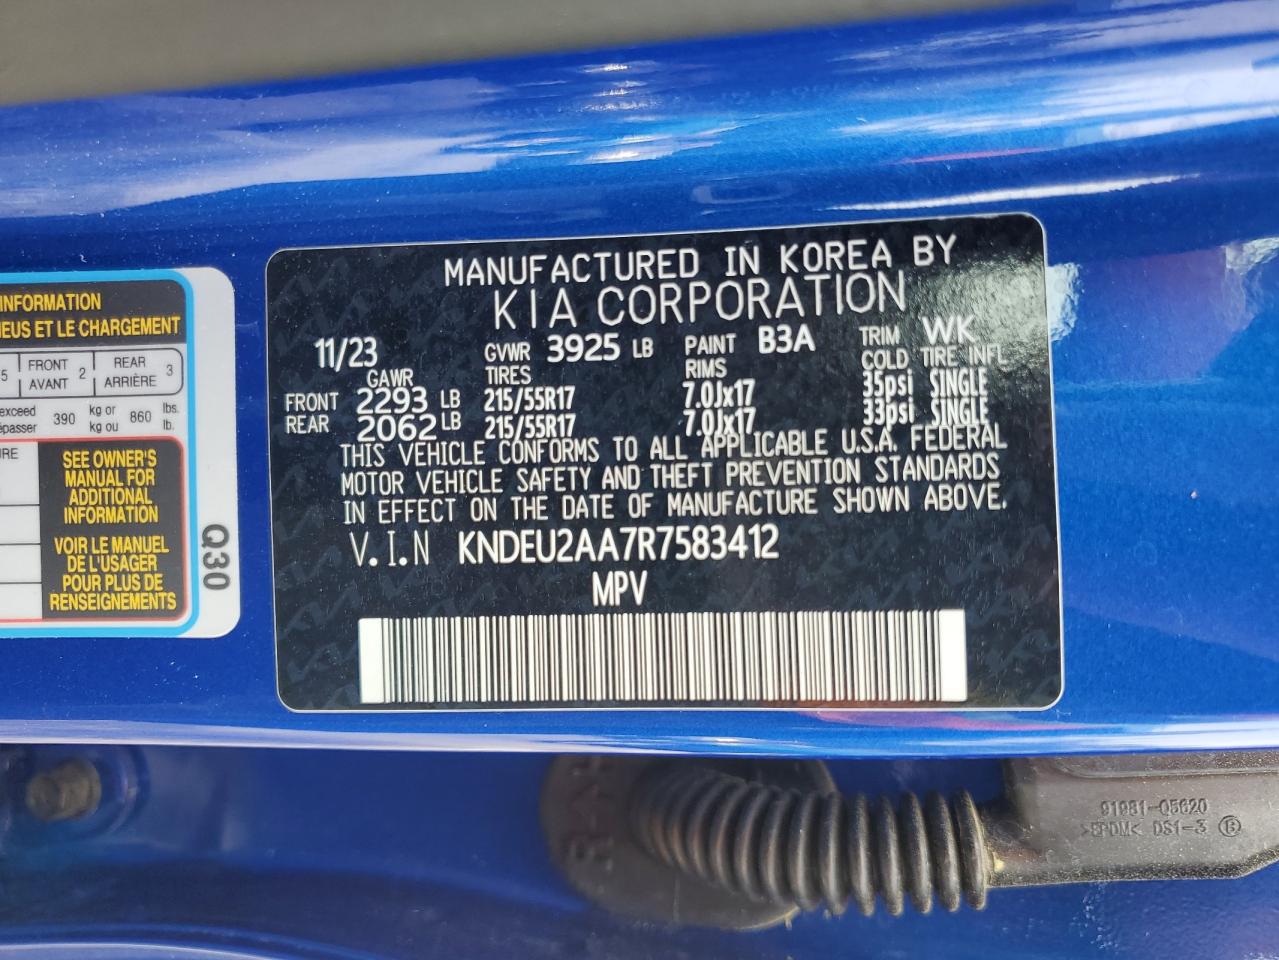 MANUFACTURED IN KOREA BY
KIA CORPORATION
11/23 GVWR 3925 LB PAINT B3A TRIM WK
GAWR TIRES RIMS COLD TIRE INFL
FRONT 2293 LB 215/55R17 7.0Jx17 35psi SINGLE
REAR 2062 LB 215/55R17 7.0Jx17 33psi SINGLE
THIS VEHICLE CONFORMS TO ALL APPLICABLE U.S.A. FEDERAL
MOTOR VEHICLE SAFETY AND THEFT PREVENTION STANDARDS
IN EFFECT ON THE DATE OF MANUFACTURE SHOWN ABOVE.
V.I.N KNDEU2AA7R7583412
MPV
INFORMATION
NEUS ET LE CHARGEMENT
5 FRONT 2 REAR 3
AVANT ARRIÈRE
exceed 390 kg or 860 lbs.
dépasser kg ou lb.
SEE OWNER'S
MANUAL FOR
ADDITIONAL
INFORMATION
VOIR LE MANUEL
DE L'USAGER
POUR PLUS DE
RENSEIGNEMENTS
Q30
91981-Q5620
>EPDM< DS1-3